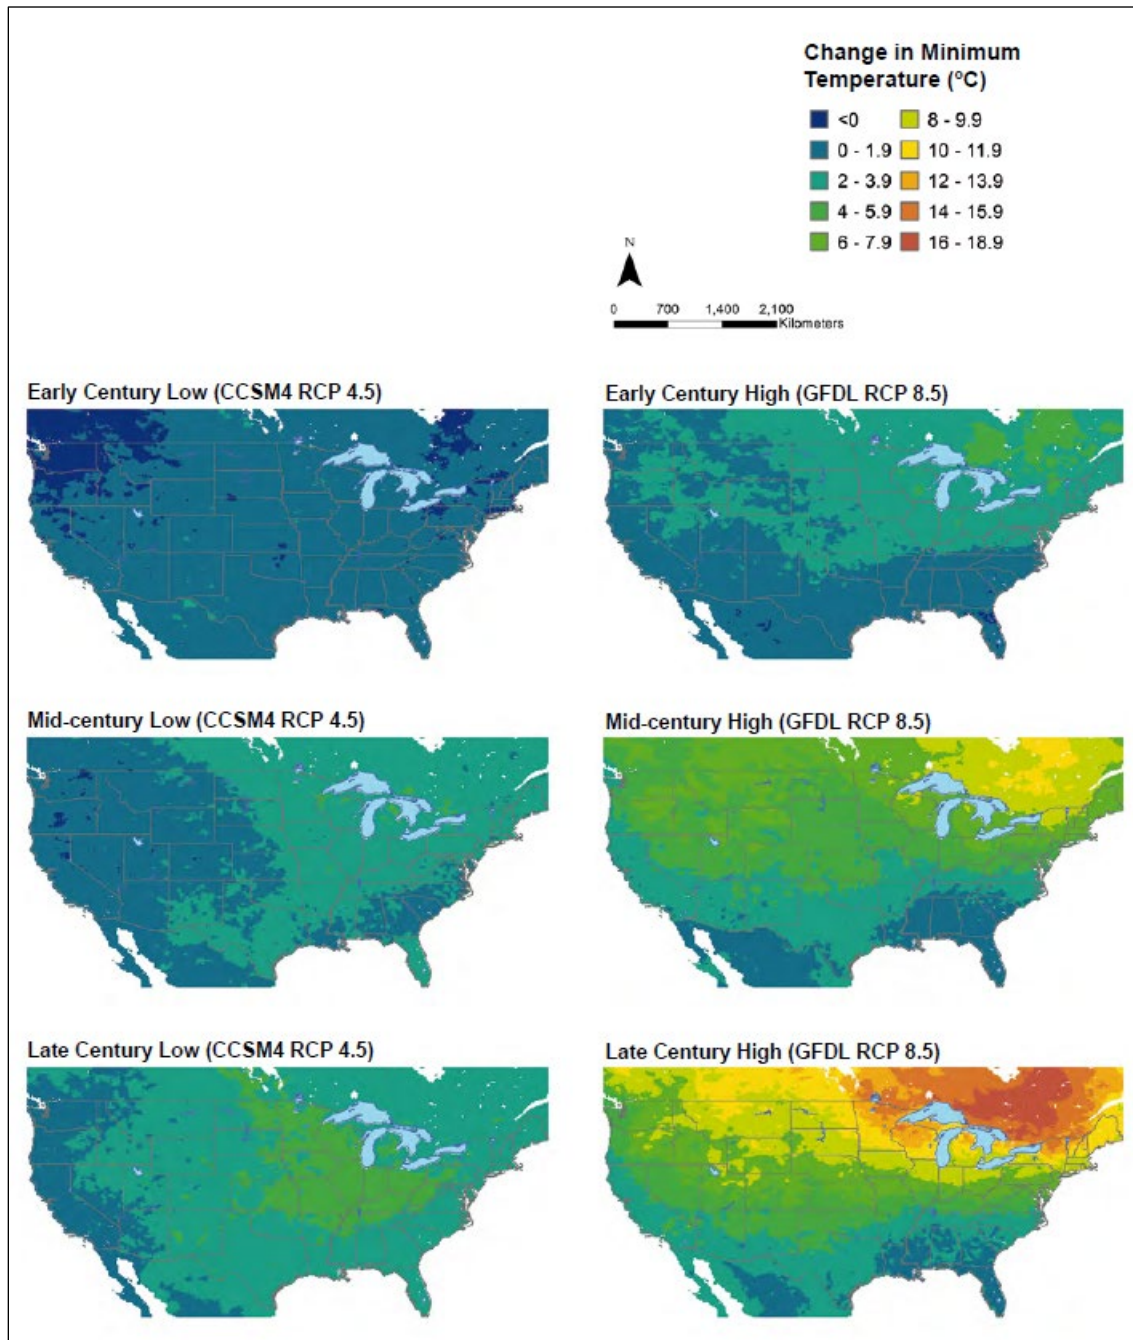 Change in Minimum
Temperature (ºC)
<0
8 - 9.9
0 - 1.9
10 - 11.9
2 - 3.9
12 - 13.9
4 - 5.9
14 - 15.9
6 - 7.9
16 - 18.9
N
0 700 1,400 2,100
Kilometers
Early Century Low (CCSM4 RCP 4.5)
Early Century High (GFDL RCP 8.5)
Mid-century Low (CCSM4 RCP 4.5)
Mid-century High (GFDL RCP 8.5)
Late Century Low (CCSM4 RCP 4.5)
Late Century High (GFDL RCP 8.5)